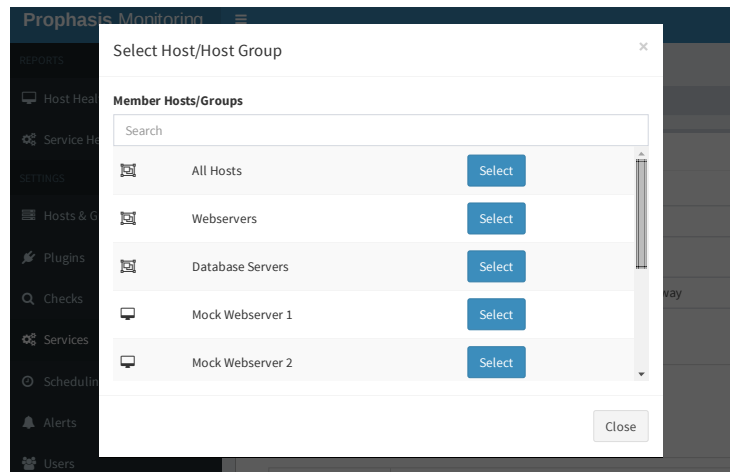 Prophasis Monitoring
REPORTS
Host Heal
Service He
SETTINGS
Hosts & G
Plugins
Checks
Services
Schedulin
Alerts
Users
Select Host/Host Group
×
Member Hosts/Groups
Search
All Hosts Select
Webservers Select
Database Servers Select
Mock Webserver 1 Select
Mock Webserver 2 Select
Close
way